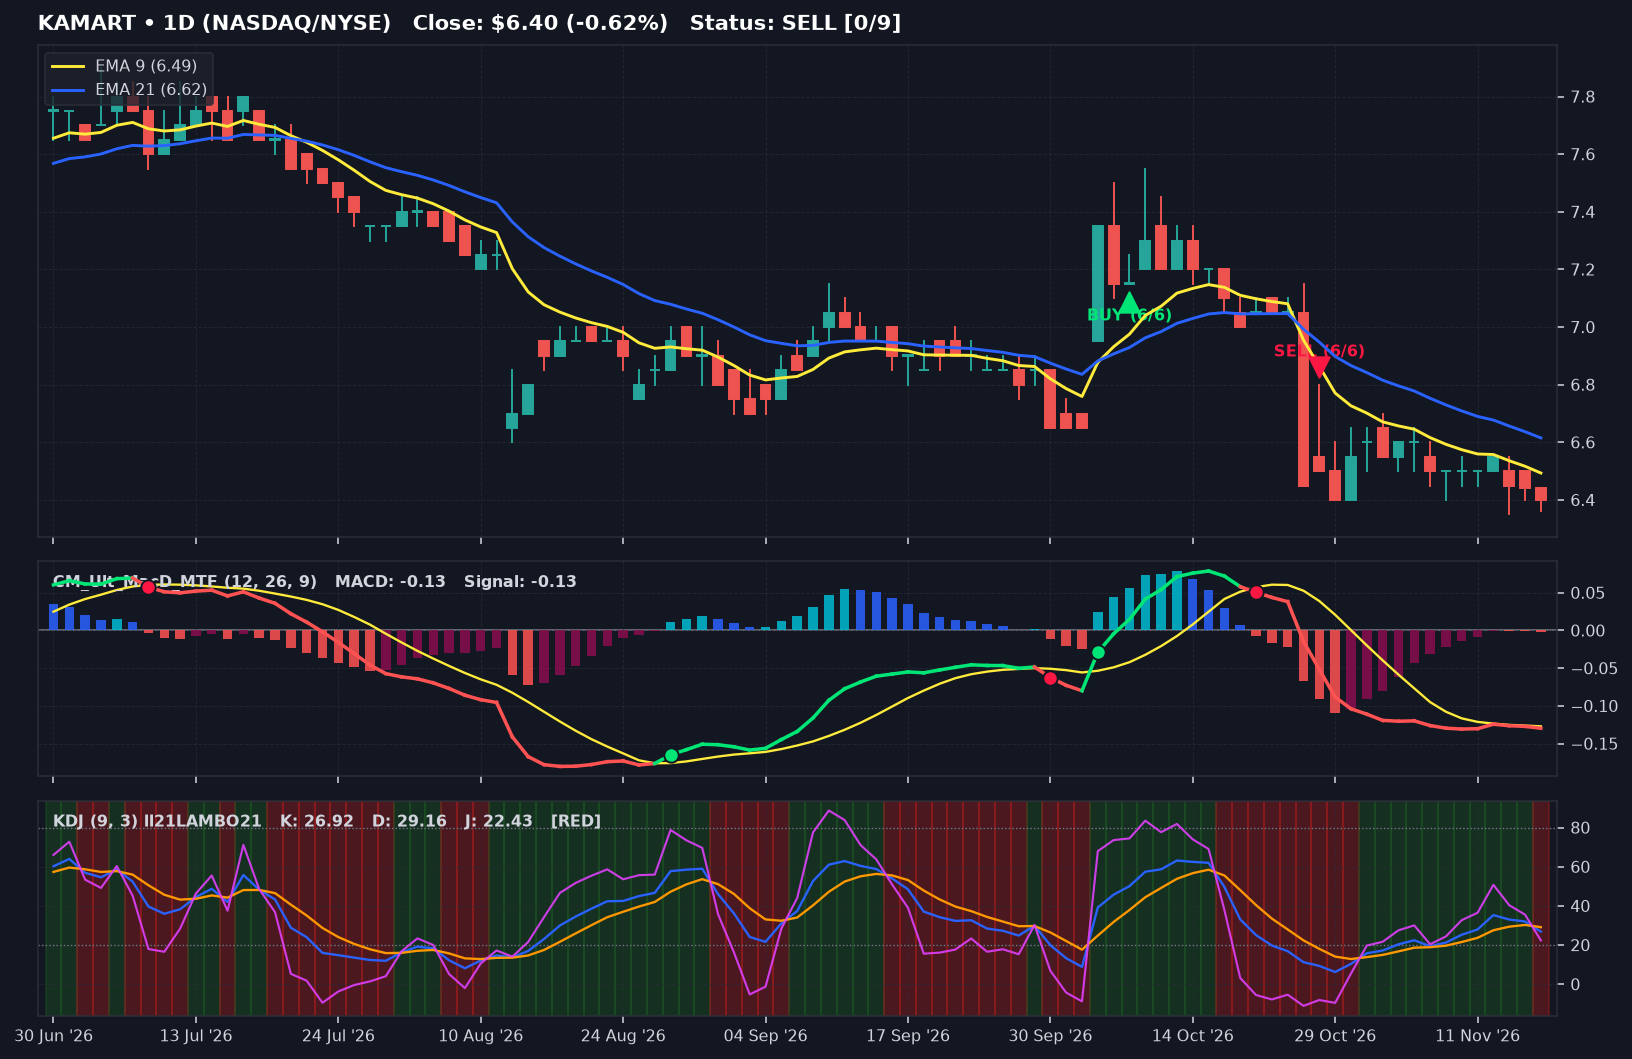 KAMART • 1D (NASDAQ/NYSE)   Close: $6.40 (-0.62%)   Status: SELL [0/9]
EMA 9 (6.49)
EMA 21 (6.62)
7.8
7.6
7.4
7.2
7.0
6.8
6.6
6.4
BUY (6/6)
SELL (6/6)
CM_Ult_MacD_MTF (12, 26, 9)   MACD: -0.13   Signal: -0.13
0.05
0.00
−0.05
−0.10
−0.15
KDJ (9, 3) ll21LAMBO21   K: 26.92   D: 29.16   J: 22.43   [RED]
80
60
40
20
0
30 Jun '26
13 Jul '26
24 Jul '26
10 Aug '26
24 Aug '26
04 Sep '26
17 Sep '26
30 Sep '26
14 Oct '26
29 Oct '26
11 Nov '26